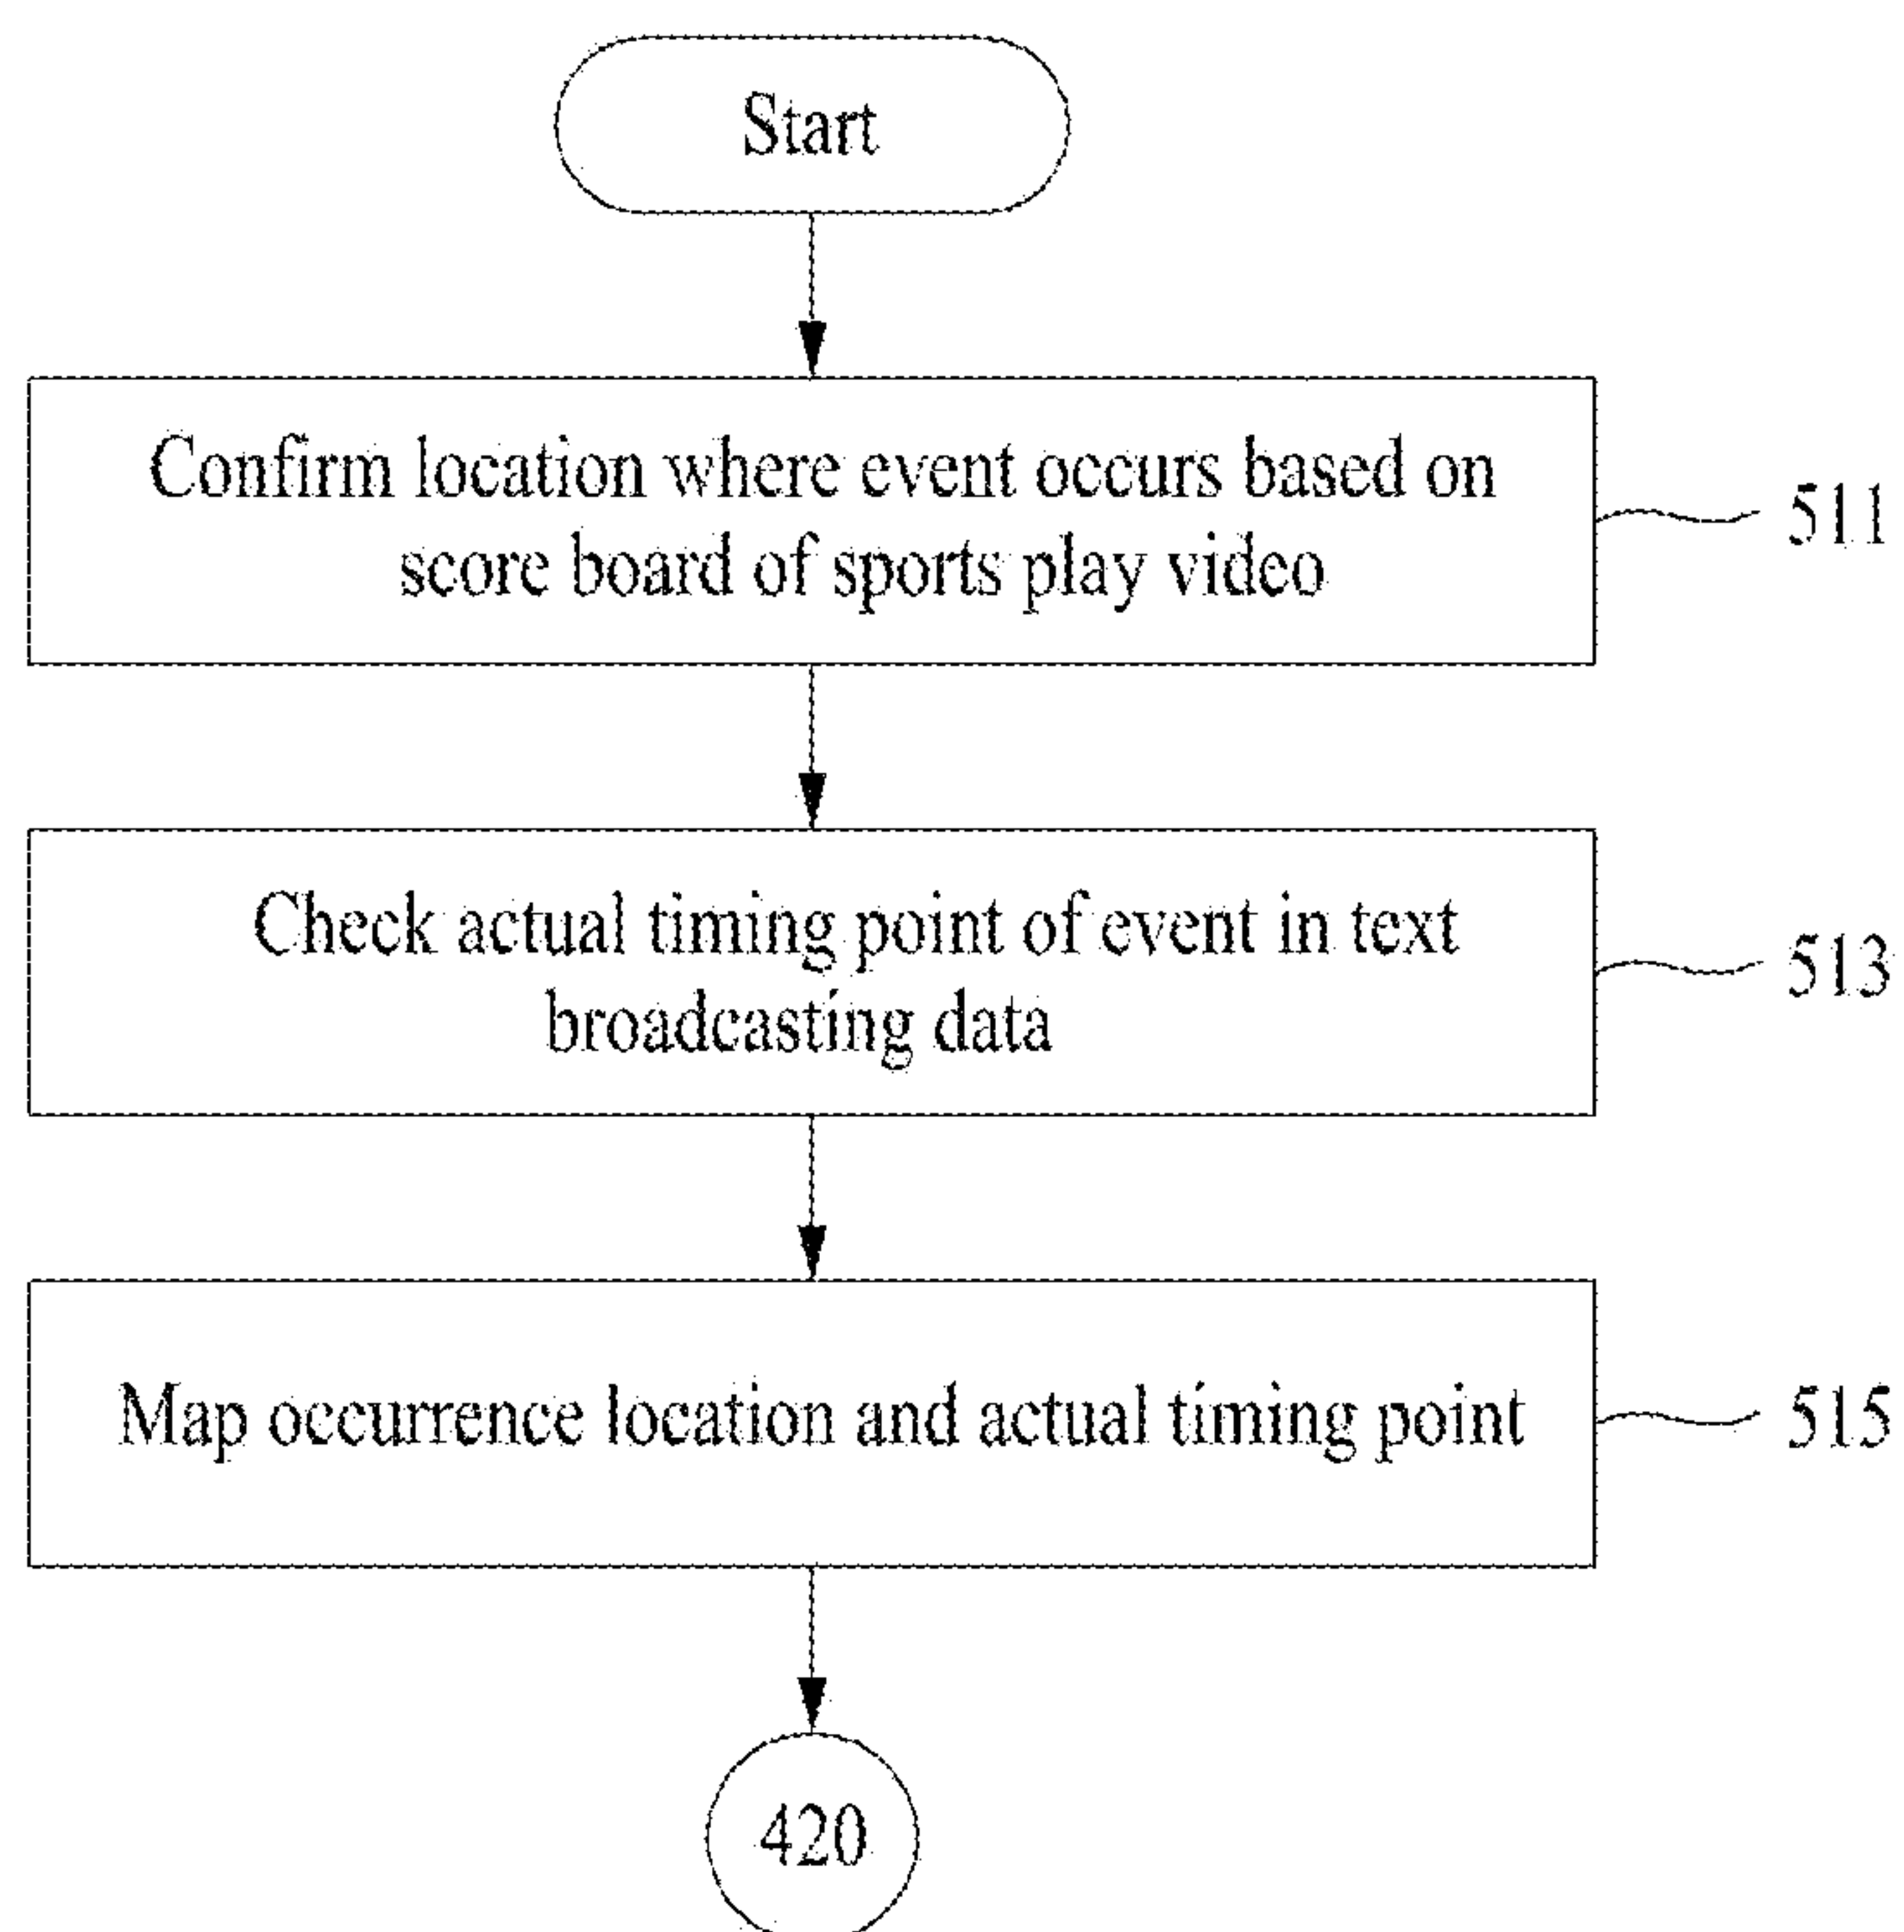 Start
Confirm location where event occurs based on
score board of sports play video
511
Check actual timing point of event in text
broadcasting data
513
Map occurrence location and actual timing point
515
420